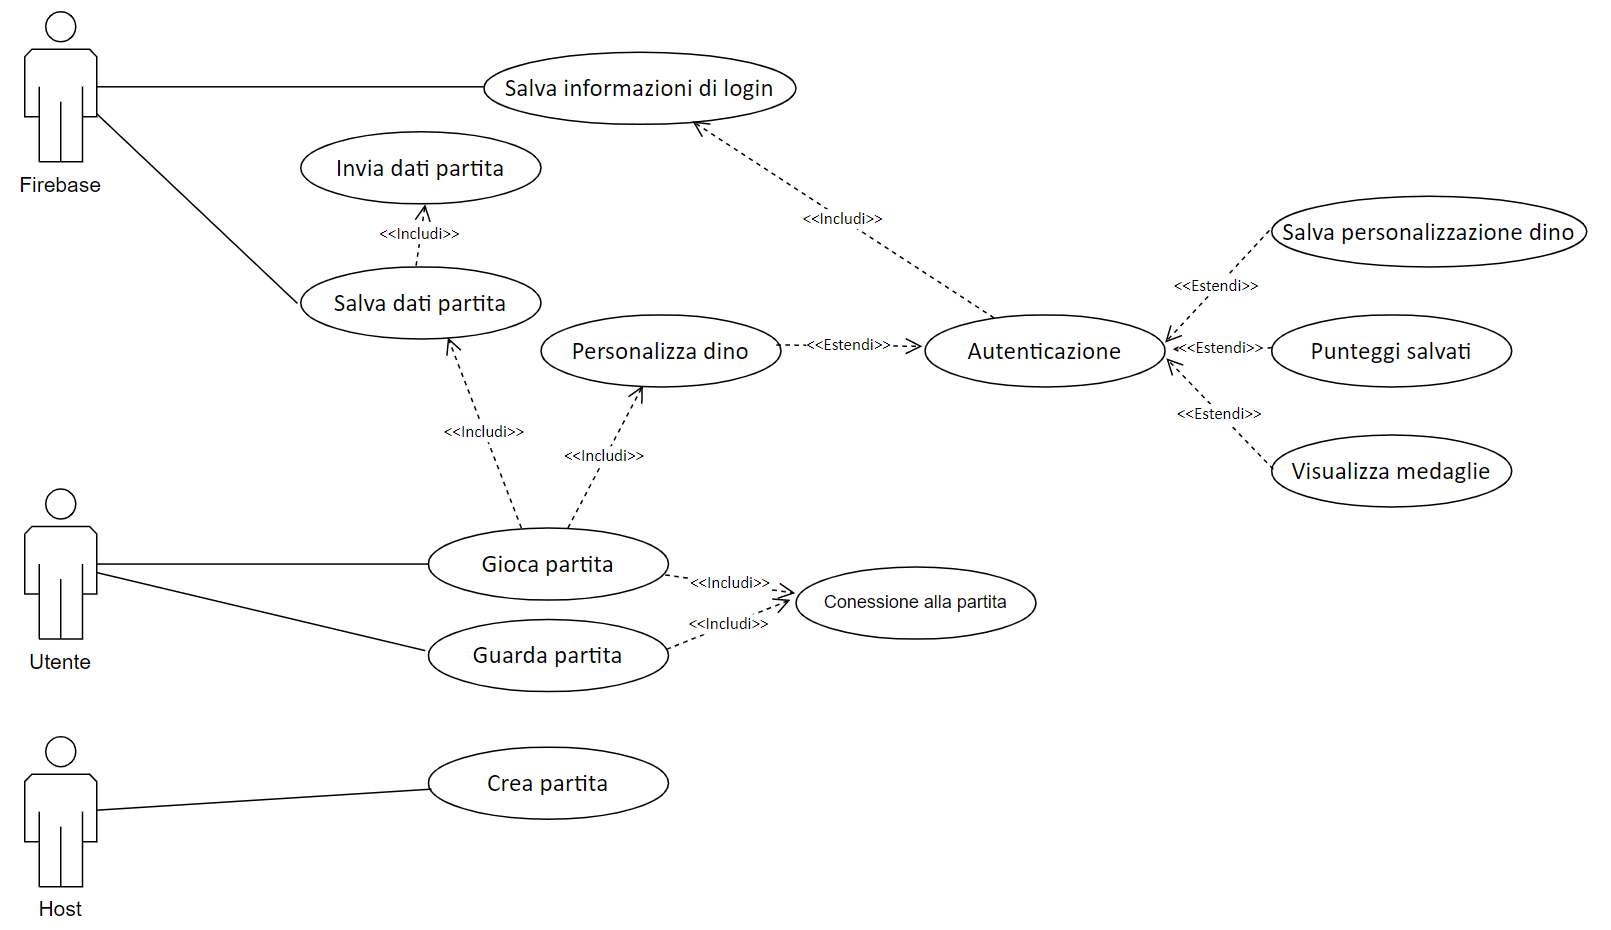 Salva informazioni di login
Invia dati partita
Firebase
<<Includi>>
<<Includi>>
Salva personalizzazione dino
<<Estendi>>
Salva dati partita
Personalizza dino
<<Estendi>>
Autenticazione
<<Estendi>>
Punteggi salvati
<<Estendi>>
<<Includi>>
<<Includi>>
Visualizza medaglie
Gioca partita
<<Includi>>
Conessione alla partita
<<Includi>>
Guarda partita
Utente
Crea partita
Host